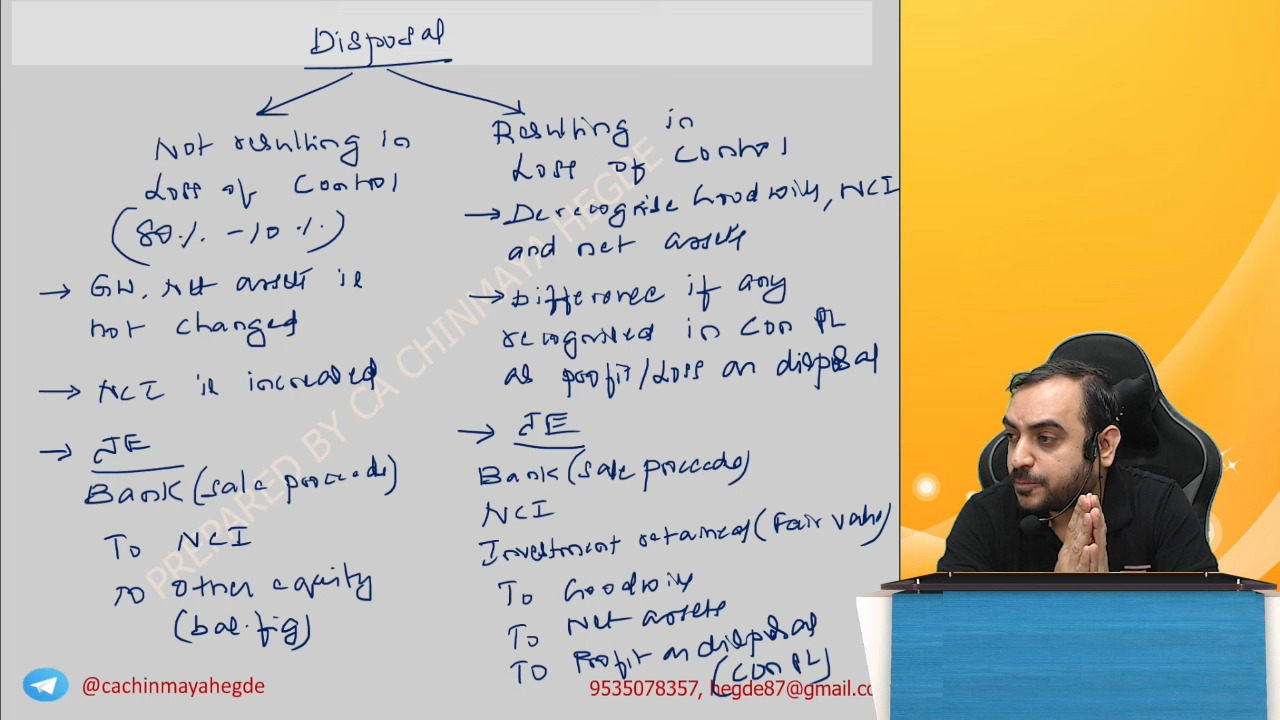 Disposal
Not resulting in
Loss of control
(80% - 10%)
→ GW, Net asset is
not changed
→ NCI is increased
→ JE
Bank (sale proceeds)
To NCI
To other equity
(bal. fig)
Resulting in
Loss of control
→ Derecognise Goodwill, NCI
and net assets
→ Difference if any
recognised in con PL
as profit/Loss on disposal
→ JE
Bank (sale proceeds)
NCI
Investment retained (Fair value)
To Goodwill
To Net assets
To Profit on disposal
(con PL)
PREPARED BY CA CHINMAYA HEGDE
@cachinmayahegde
9535078357, hegde87@gmail.co